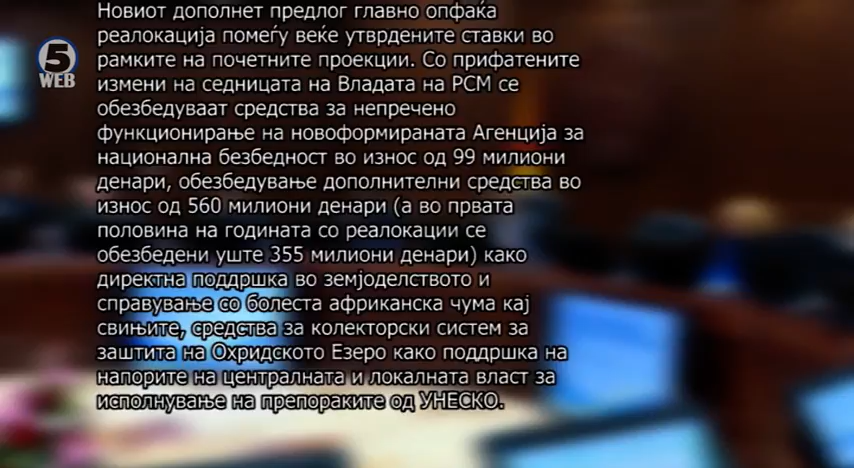 Новиот дополнет предлог главно опфаќа
реалокација помеѓу веќе утврдените ставки во
рамките на почетните проекции. Со прифатените
измени на седницата на Владата на РСМ се
обезбедуваат средства за непречено
функционирање на новоформираната Агенција за
национална безбедност во износ од 99 милиони
денари, обезбедување дополнителни средства во
износ од 560 милиони денари (а во првата
половина на годината со реалокации се
обезбедени уште 355 милиони денари) како
директна поддршка во земјоделството и
справување со болеста африканска чума кај
свињите, средства за колекторски систем за
заштита на Охридското Езеро како поддршка на
напорите на централната и локалната власт за
исполнување на препораките од УНЕСКО.
5
WEB